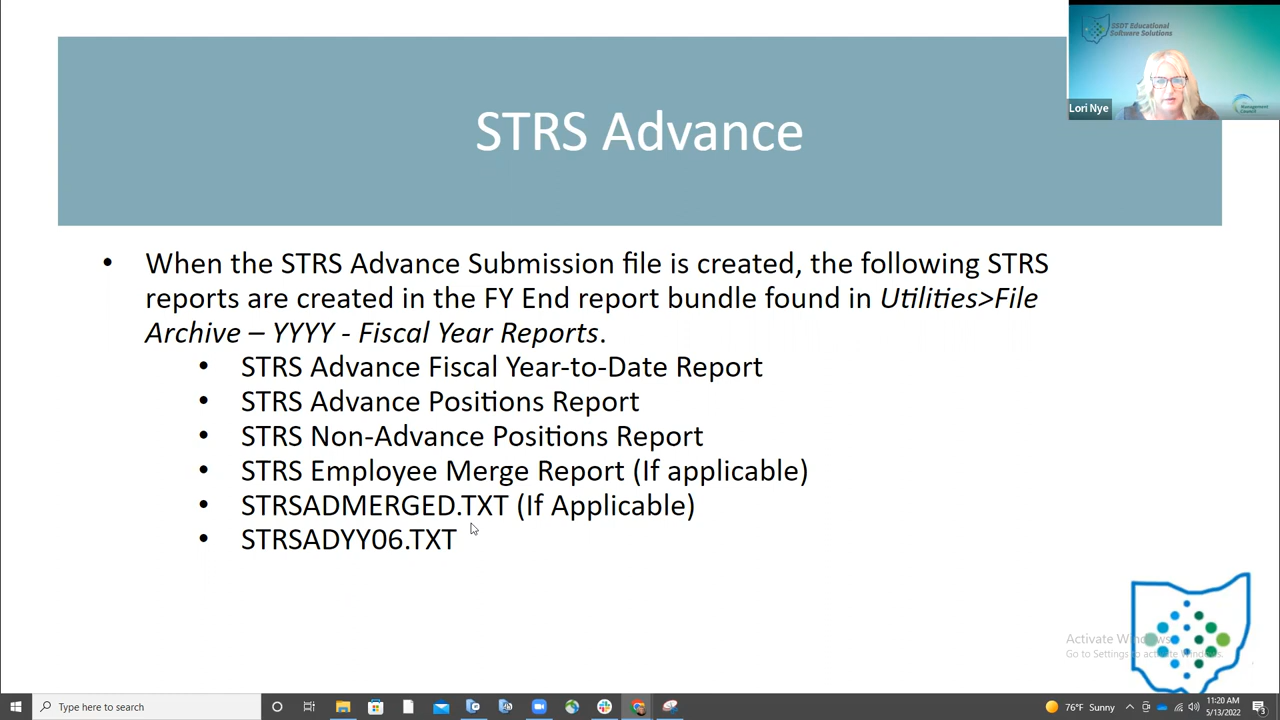 SSDT Educational
Software Solutions
Lori Nye
Management
Council
STRS Advance
• When the STRS Advance Submission file is created, the following STRS
reports are created in the FY End report bundle found in Utilities>File
Archive – YYYY - Fiscal Year Reports.
• STRS Advance Fiscal Year-to-Date Report
• STRS Advance Positions Report
• STRS Non-Advance Positions Report
• STRS Employee Merge Report (If applicable)
• STRSADMERGED.TXT (If Applicable)
• STRSADYY06.TXT
Activate Windows
Go to Settings to activate Windows.
Type here to search
76°F Sunny
11:20 AM
5/13/2022
3